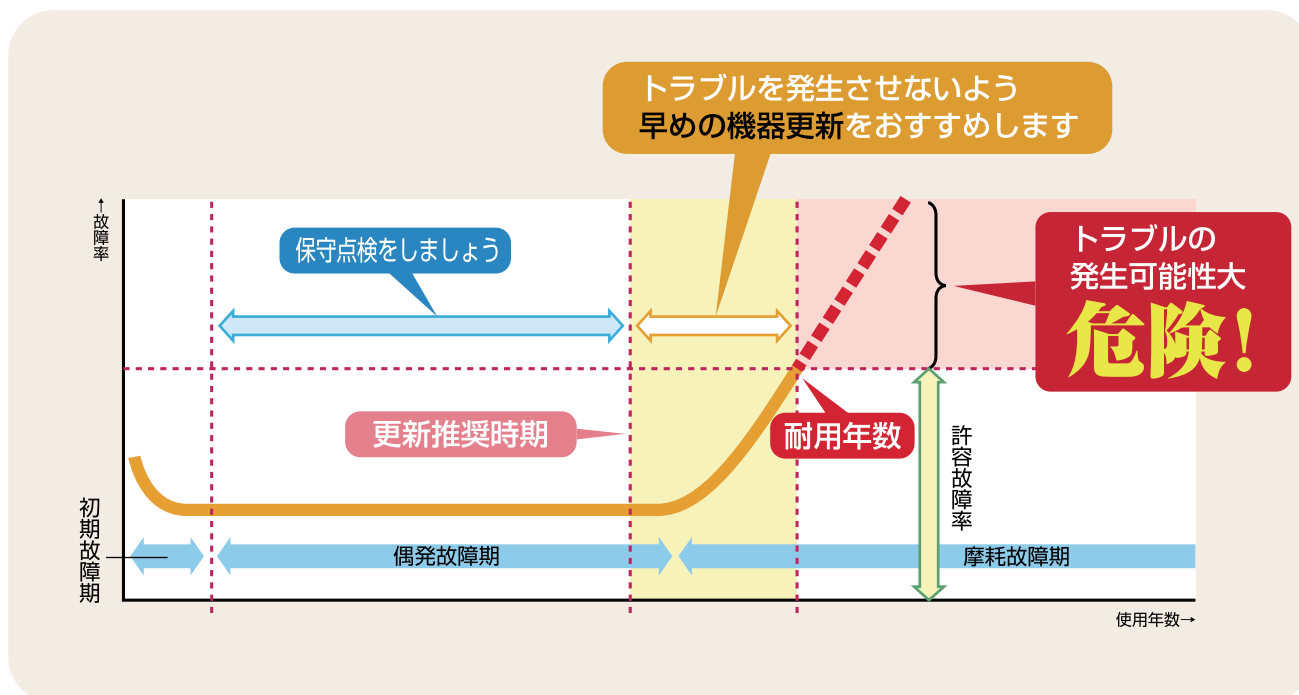 トラブルを発生させないよう
早めの機器更新をおすすめします
←故障率
保守点検をしましょう
トラブルの
発生可能性大
危険!
更新推奨時期
耐用年数
許容故障率
初期故障期
偶発故障期
摩耗故障期
使用年数→